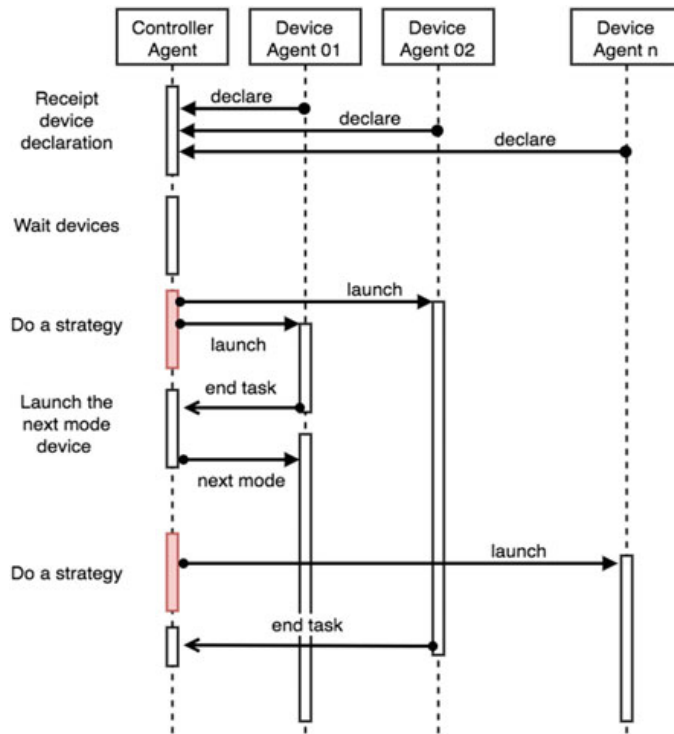 Controller
Agent
Device
Agent 01
Device
Agent 02
Device
Agent n
Receipt
device
declaration
declare
declare
declare
Wait devices
launch
Do a strategy
launch
end task
Launch the
next mode
device
next mode
launch
Do a strategy
end task